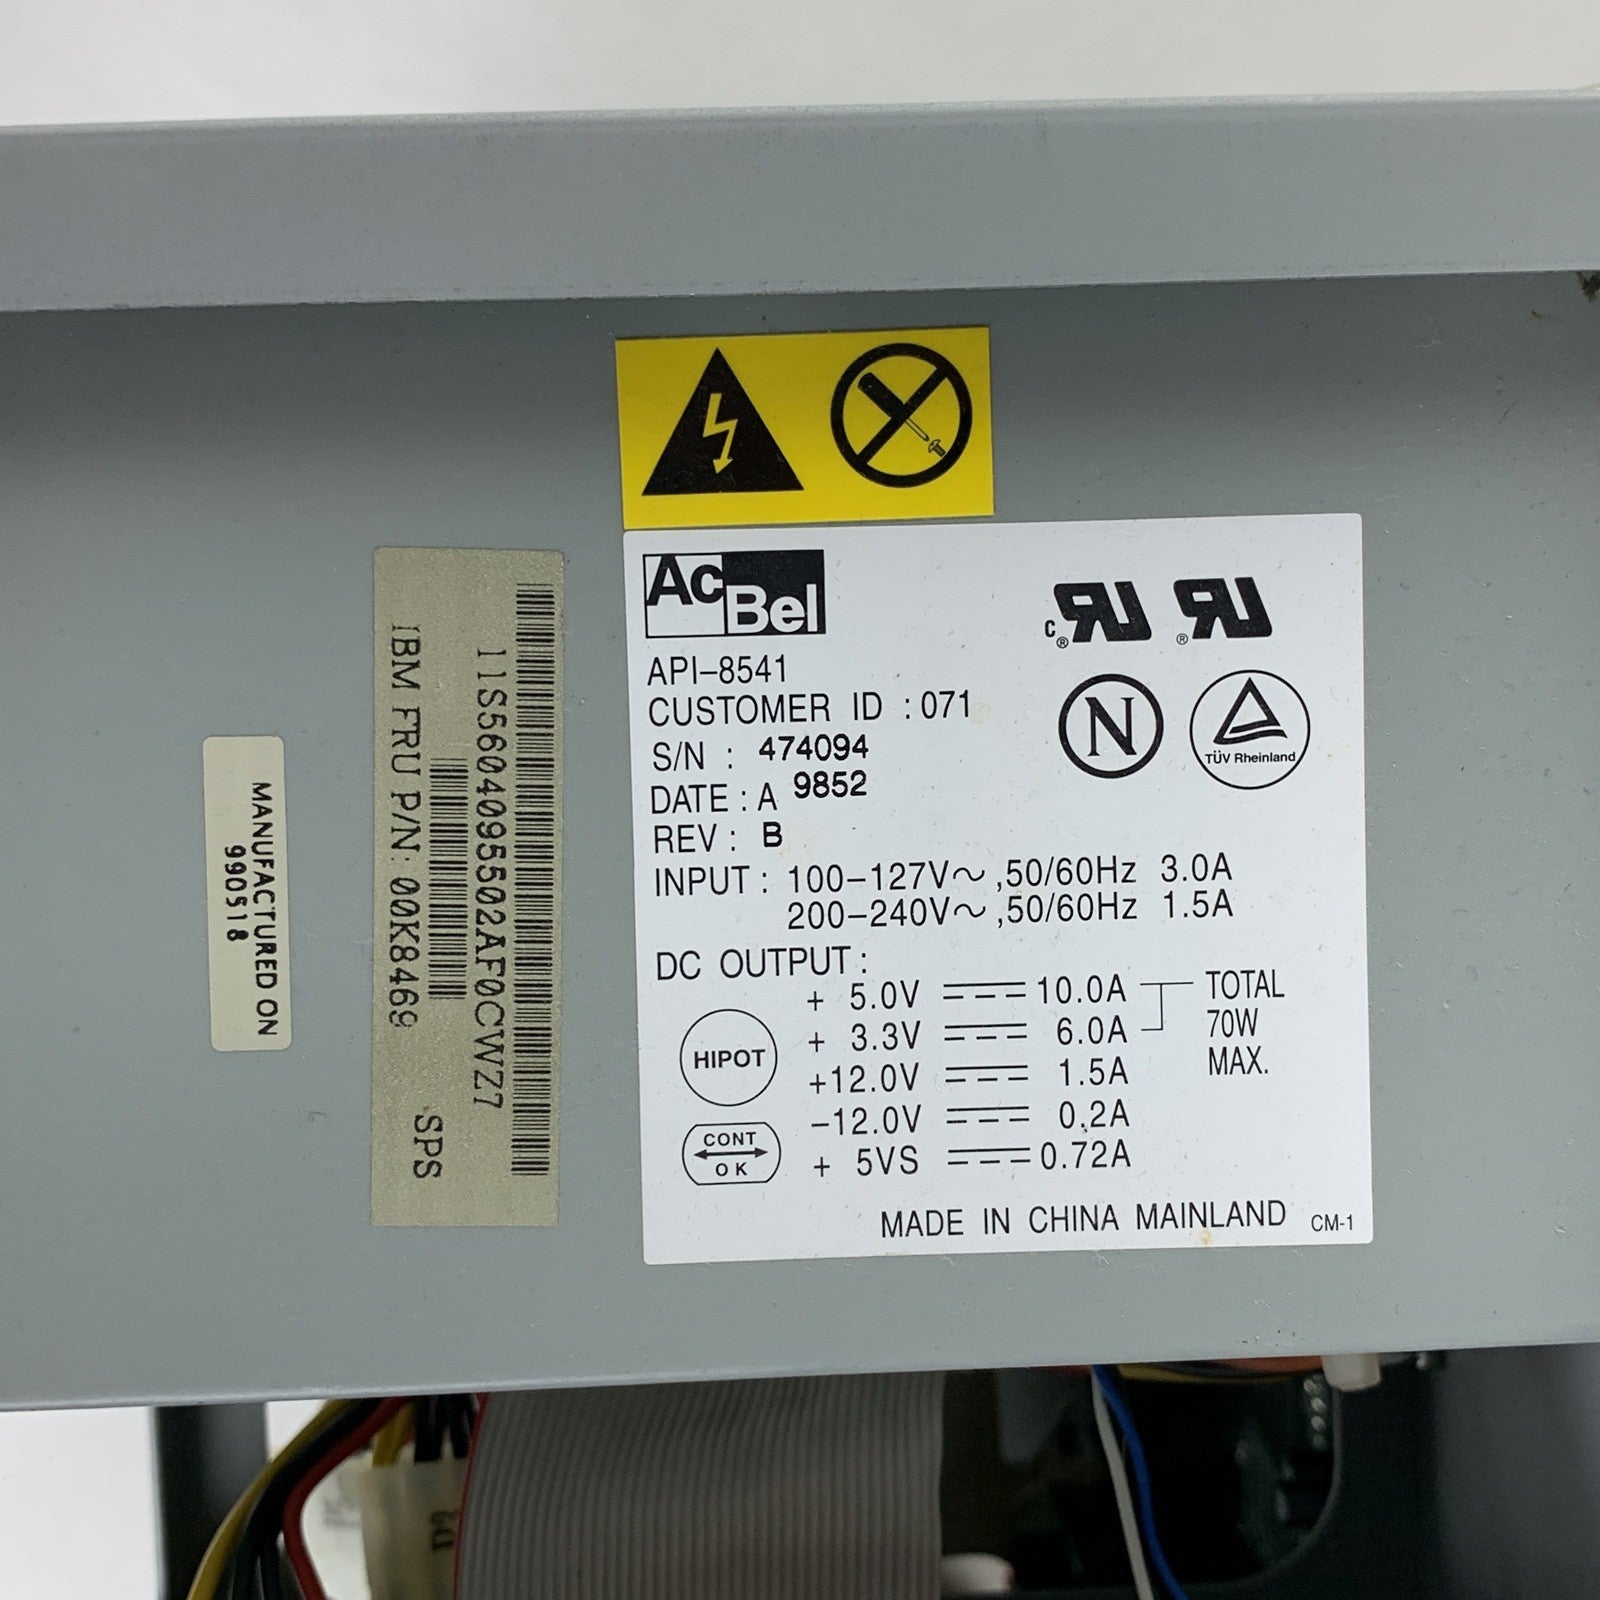 AcBel
API-8541
CUSTOMER ID : 071
S/N : 474094
DATE : A 9852
REV : B
INPUT : 100-127V~ ,50/60Hz 3.0A
200-240V~ ,50/60Hz 1.5A
DC OUTPUT :
+ 5.0V 10.0A TOTAL
+ 3.3V 6.0A 70W
+12.0V 1.5A MAX.
-12.0V 0.2A
+ 5VS 0.72A
HIPOT
CONT
OK
MADE IN CHINA MAINLAND CM-1
c UR ® UR ®
N
TÜV Rheinland
11S5604095502AF0CWZ7
IBM FRU P/N: 00K8469 SPS
MANUFACTURED ON
990518